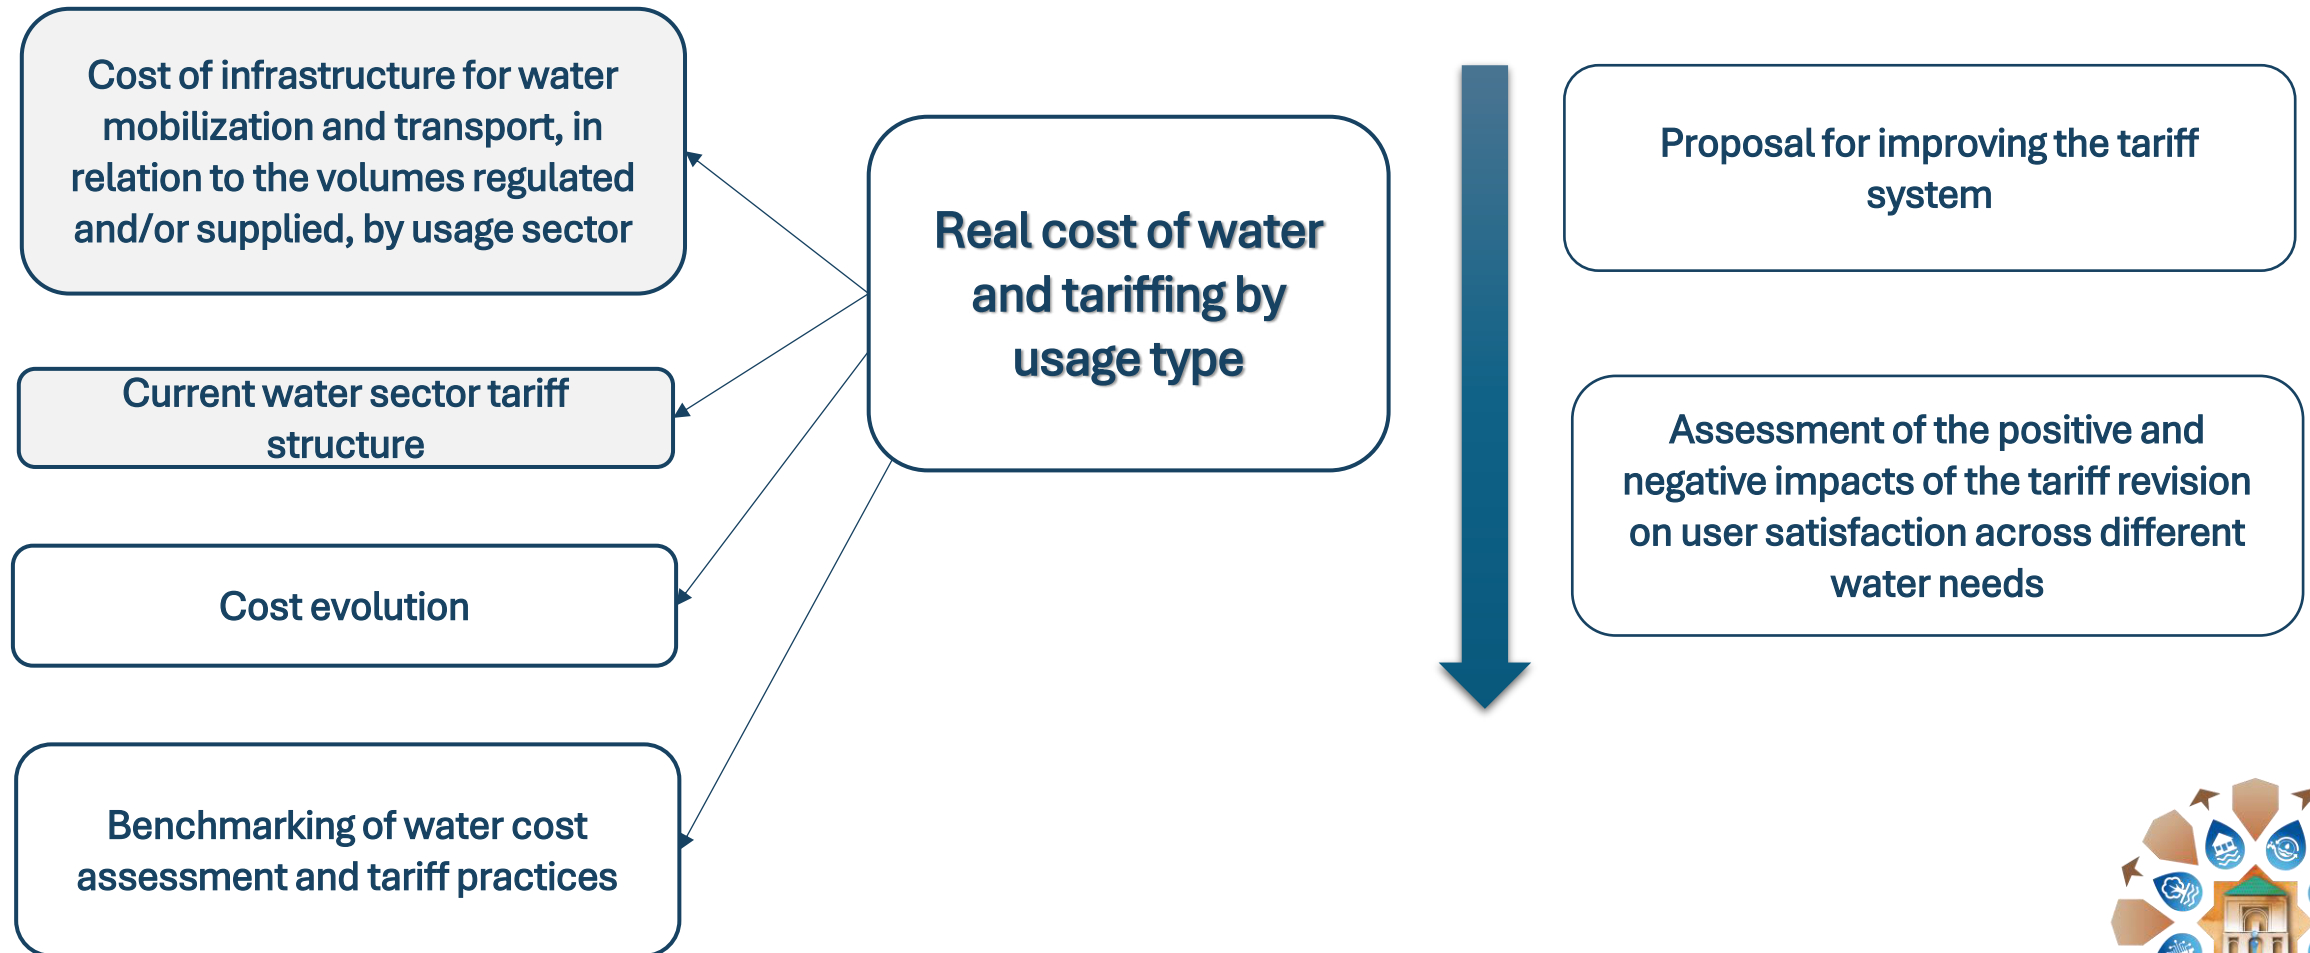 Cost of infrastructure for water
mobilization and transport, in
relation to the volumes regulated
and/or supplied, by usage sector
Current water sector tariff
structure
Cost evolution
Benchmarking of water cost
assessment and tariff practices
Real cost of water
and tariffing by
usage type
Proposal for improving the tariff
system
Assessment of the positive and
negative impacts of the tariff revision
on user satisfaction across different
water needs